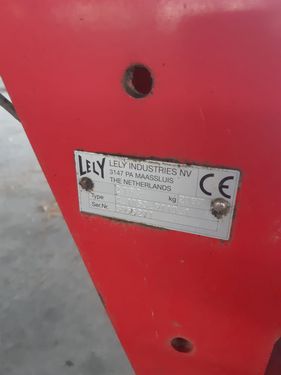 LELY
LELY INDUSTRIES NV
3147 PA MAASSLUIS
THE NETHERLANDS
CE
Type
kg
Ser.Nr.